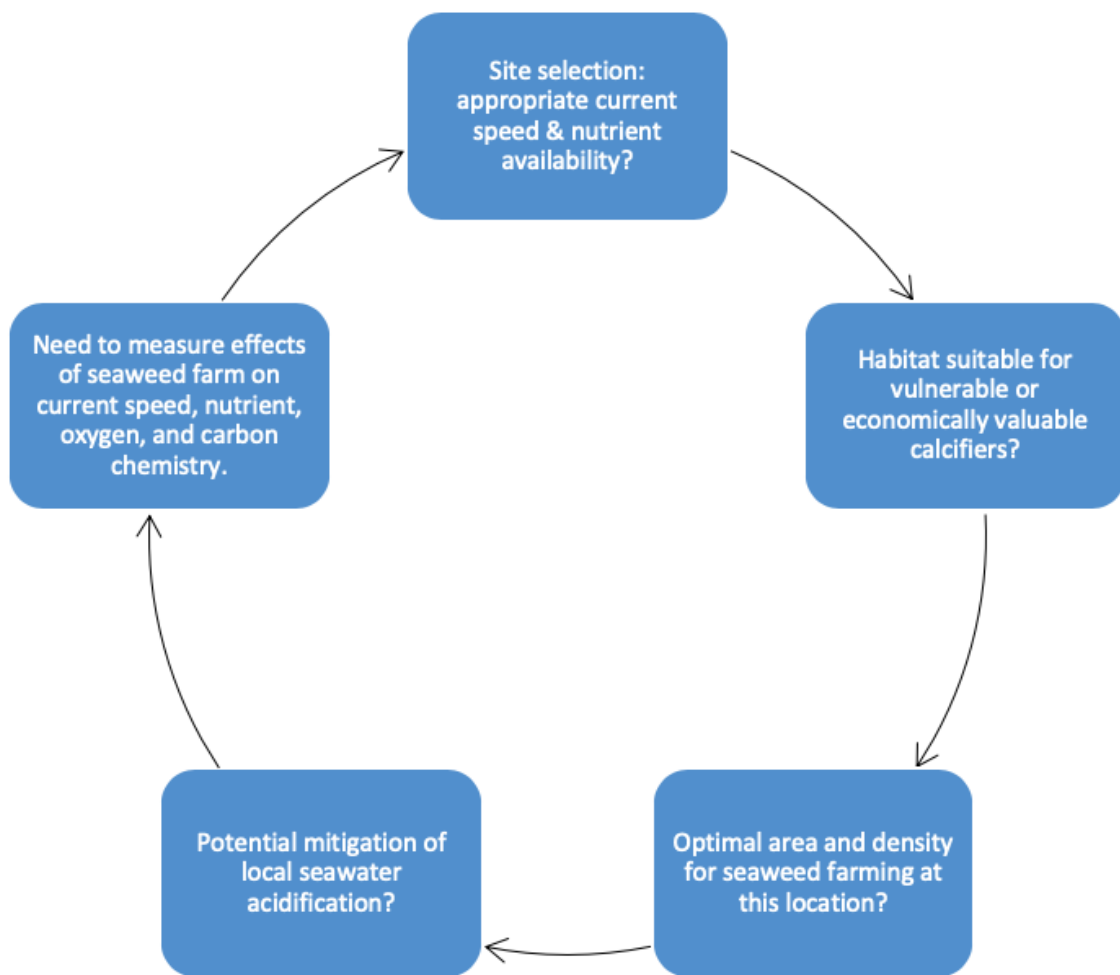 Site selection:
appropriate current
speed & nutrient
availability?
Habitat suitable for
vulnerable or
economically valuable
calcifiers?
Optimal area and density
for seaweed farming at
this location?
Potential mitigation of
local seawater
acidification?
Need to measure effects
of seaweed farm on
current speed, nutrient,
oxygen, and carbon
chemistry.